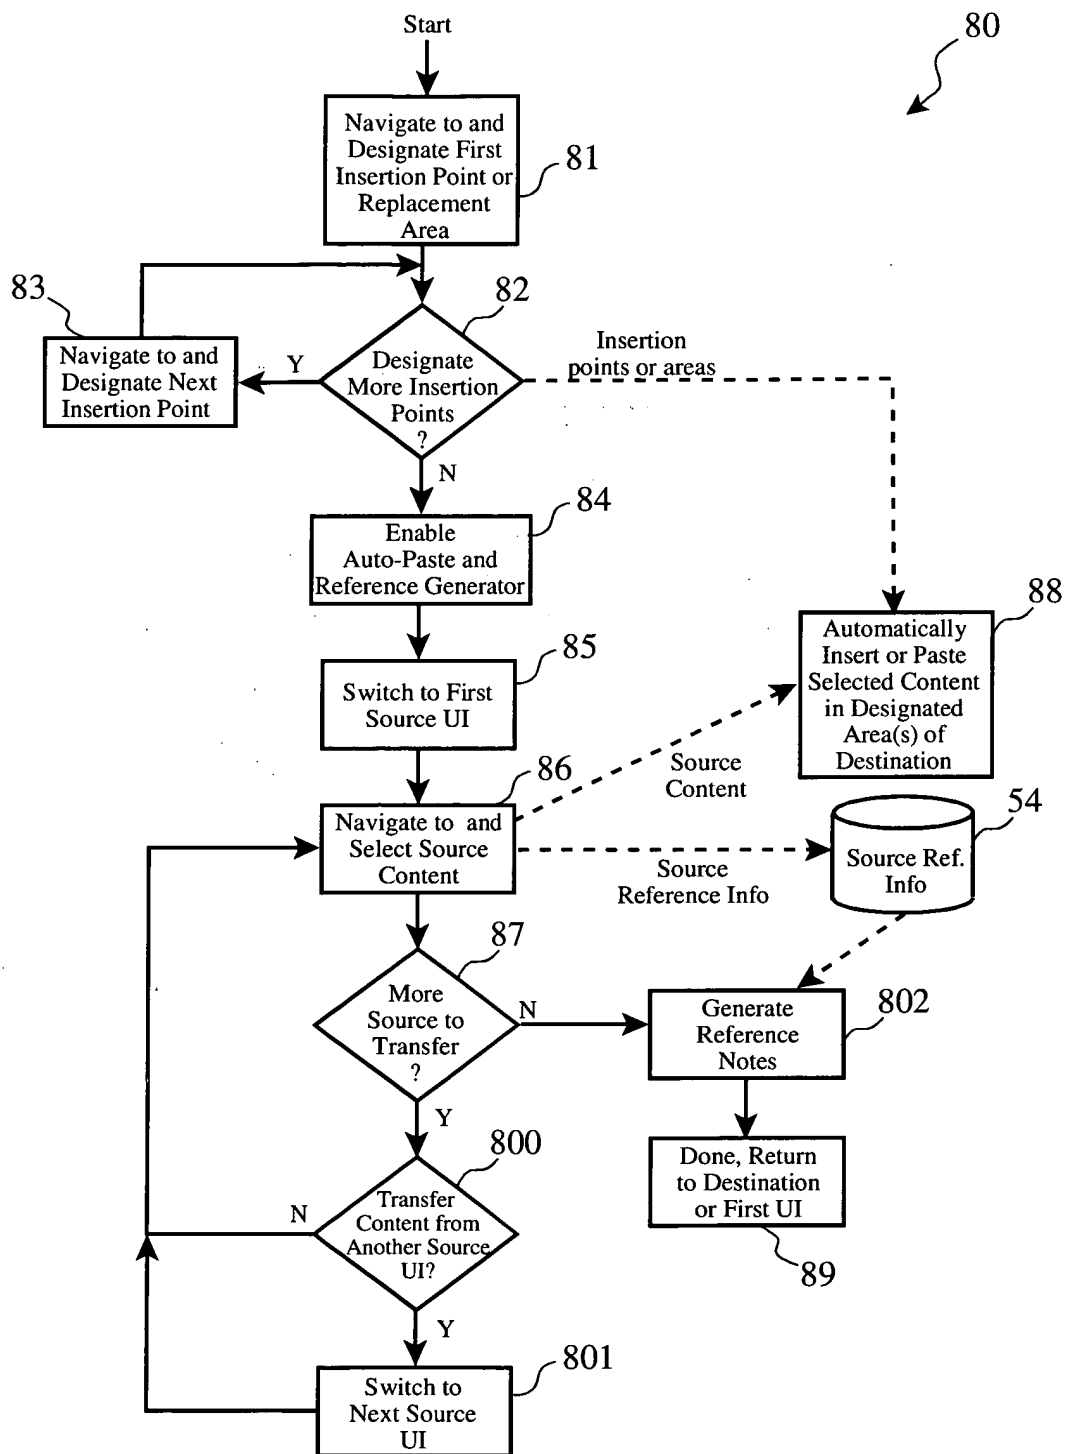 Start
80
Navigate to and
Designate First
Insertion Point or
Replacement
Area
81
83
82
Navigate to and
Designate Next
Insertion Point
Y
Designate
More Insertion
Points
?
Insertion
points or areas
N
84
Enable
Auto-Paste and
Reference Generator
88
Automatically
Insert or Paste
Selected Content
in Designated
Area(s) of
Destination
85
Switch to First
Source UI
86
Source
Content
Navigate to and
Select Source
Content
54
Source Ref.
Info
Source
Reference Info
87
More
Source to
Transfer
?
N
Generate
Reference
Notes
802
Y
800
Transfer
Content from
Another Source
UI?
N
Done, Return
to Destination
or First UI
89
Y
801
Switch to
Next Source
UI